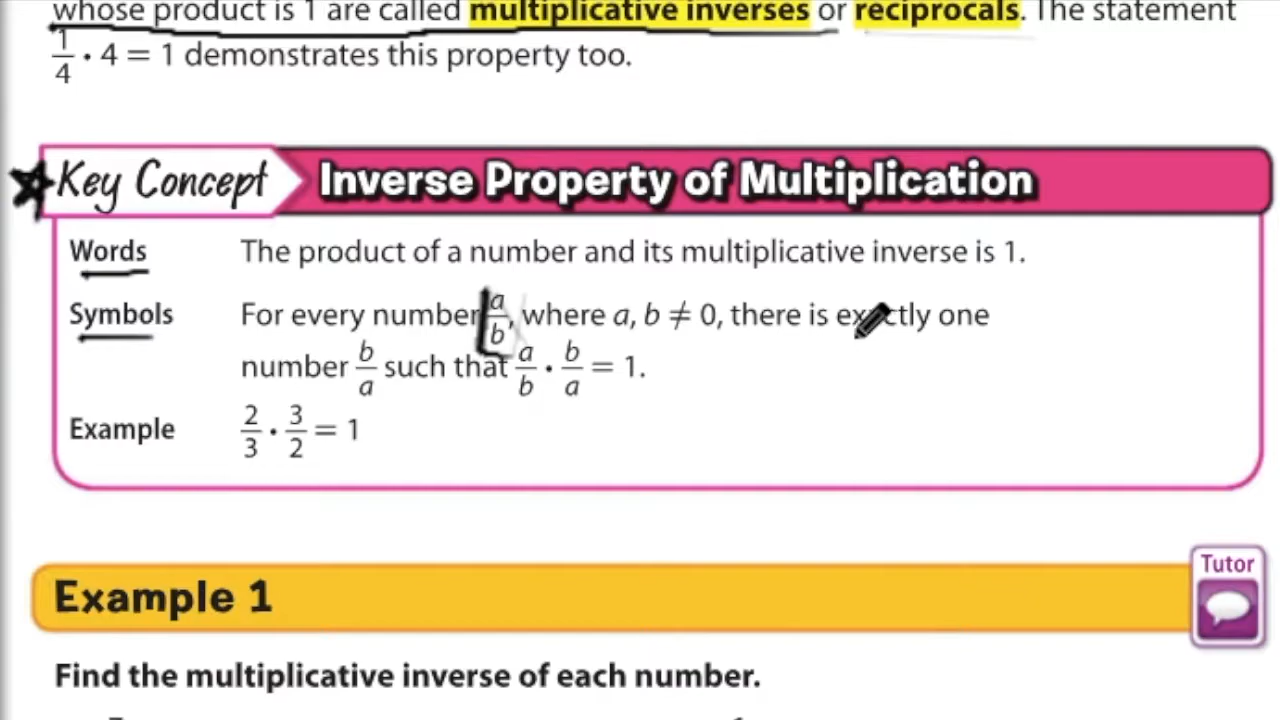 whose product is 1 are called multiplicative inverses or reciprocals. The statement
1/4 · 4 = 1 demonstrates this property too.
Key Concept Inverse Property of Multiplication
Words The product of a number and its multiplicative inverse is 1.
Symbols For every number a/b, where a, b ≠ 0, there is exactly one
number b/a such that a/b · b/a = 1.
Example 2/3 · 3/2 = 1
Tutor
Example 1
Find the multiplicative inverse of each number.